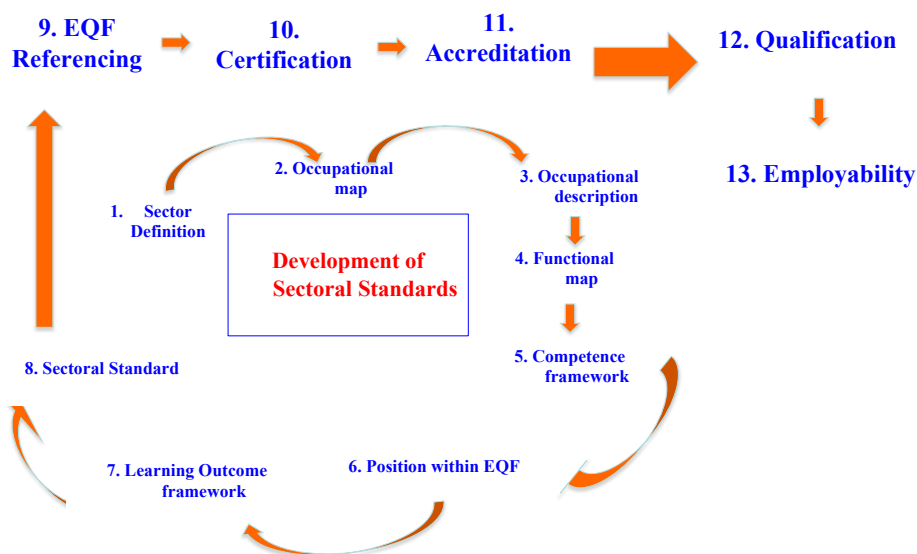 9. EQF
Referencing
10.
Certification
11.
Accreditation
12. Qualification
13. Employability
1. Sector
Definition
2. Occupational
map
3. Occupational
description
4. Functional
map
5. Competence
framework
6. Position within EQF
7. Learning Outcome
framework
8. Sectoral Standard
Development of
Sectoral Standards